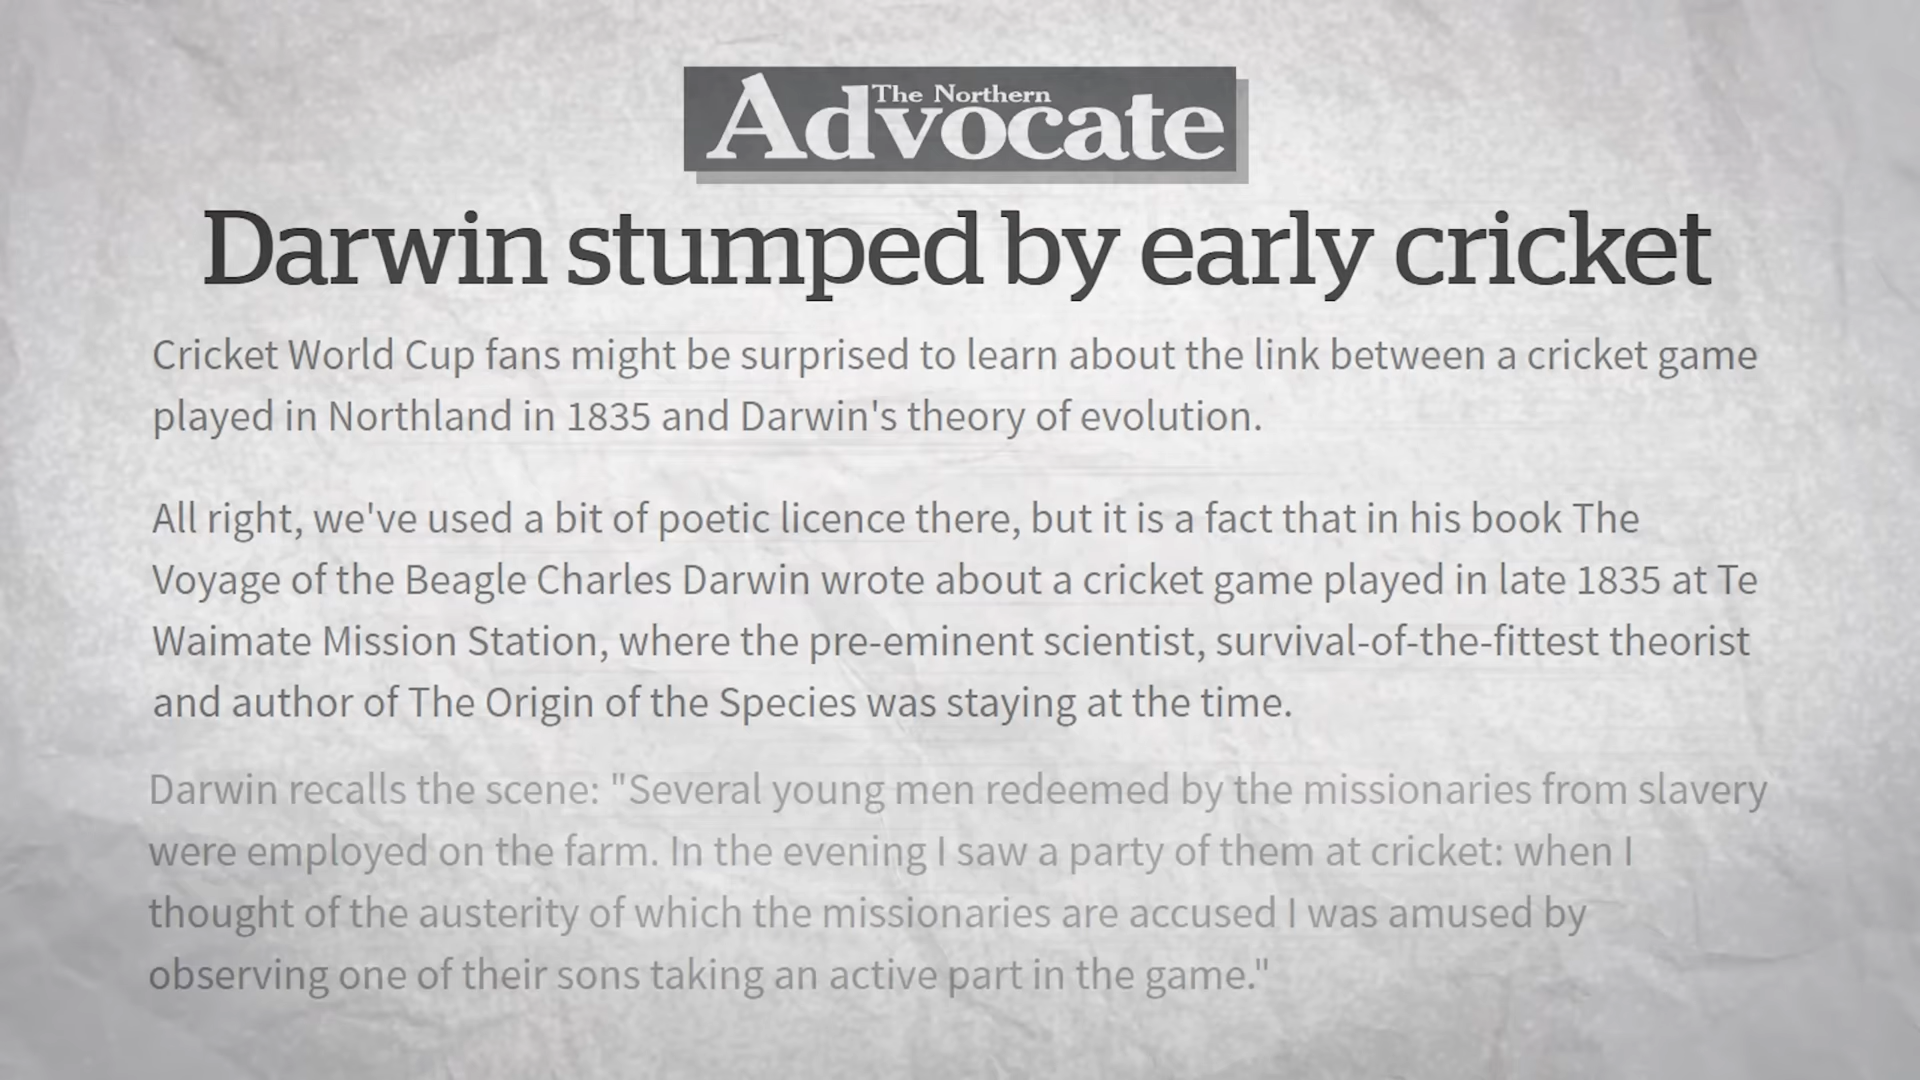 The Northern
Advocate
Darwin stumped by early cricket
Cricket World Cup fans might be surprised to learn about the link between a cricket game
played in Northland in 1835 and Darwin's theory of evolution.
All right, we've used a bit of poetic licence there, but it is a fact that in his book The
Voyage of the Beagle Charles Darwin wrote about a cricket game played in late 1835 at Te
Waimate Mission Station, where the pre-eminent scientist, survival-of-the-fittest theorist
and author of The Origin of the Species was staying at the time.
Darwin recalls the scene: "Several young men redeemed by the missionaries from slavery
were employed on the farm. In the evening I saw a party of them at cricket: when I
thought of the austerity of which the missionaries are accused I was amused by
observing one of their sons taking an active part in the game."